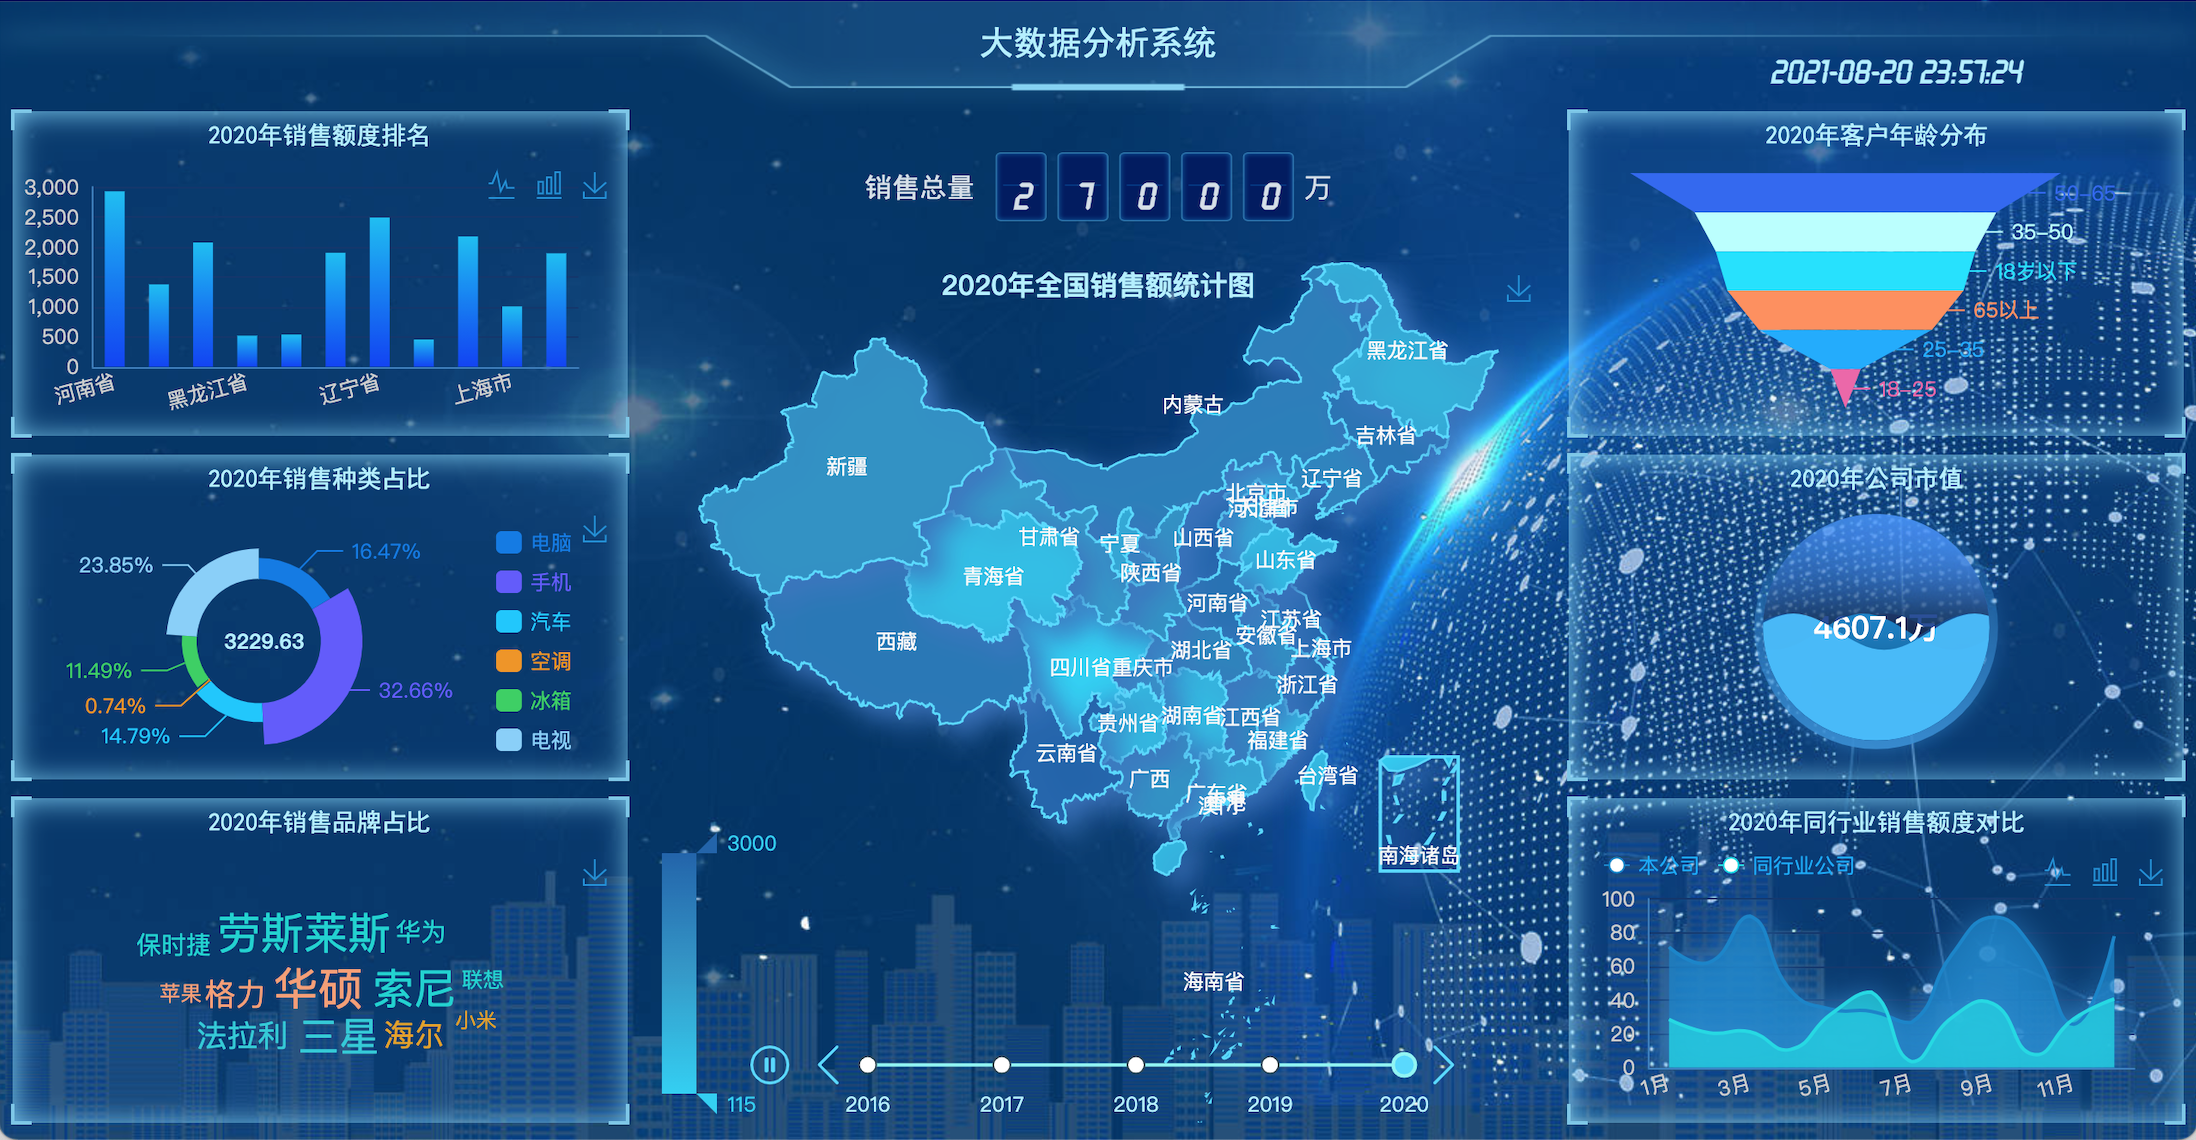 大数据分析系统
2021-08-20 23:57:24
2020年销售额度排名
3,000
2,500
2,000
1,500
1,000
500
0
河南省
黑龙江省
辽宁省
上海市
2020年销售种类占比
23.85%
16.47%
3229.63
11.49%
0.74%
14.79%
32.66%
电脑
手机
汽车
空调
冰箱
电视
2020年销售品牌占比
保时捷 劳斯莱斯 华为
苹果 格力 华硕 索尼 联想
法拉利 三星 海尔 小米
销售总量 2 7 0 0 0 万
2020年全国销售额统计图
黑龙江省
内蒙古
吉林省
新疆
辽宁省
北京市
甘肃省
宁夏
山西省
山东省
青海省
陕西省
河南省
江苏省
安徽省
西藏
湖北省
上海市
四川省
重庆市
浙江省
贵州省
湖南省
江西省
云南省
福建省
广西
台湾省
广东省
南海诸岛
海南省
3000
115
2016
2017
2018
2019
2020
2020年客户年龄分布
50-65
35-50
18岁以下
65以上
25-35
18-25
2020年公司市值
4607.1万
2020年同行业销售额度对比
本公司
同行业公司
100
80
60
40
20
0
1月
3月
5月
7月
9月
11月